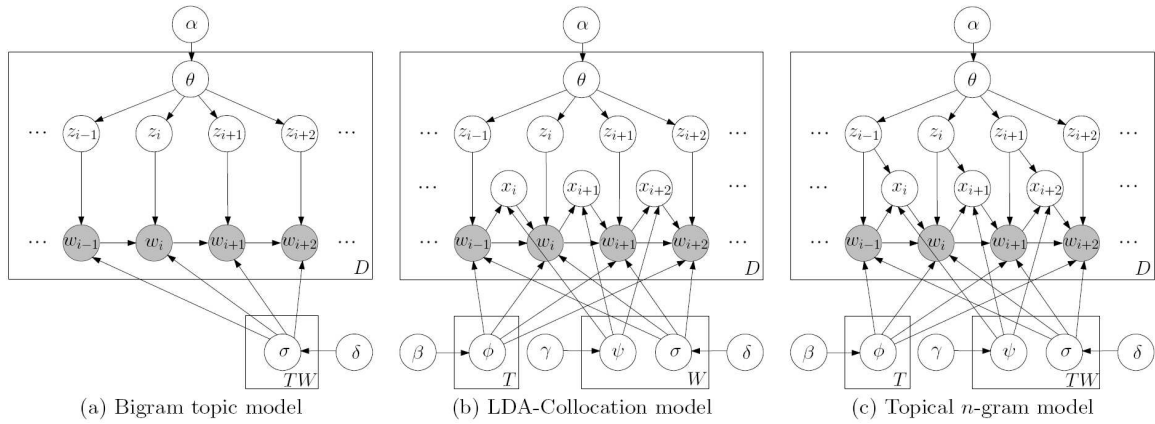 α α α
θ θ θ
⋯ z_{i−1} z_i z_{i+1} z_{i+2} ⋯ ⋯ z_{i−1} z_i z_{i+1} z_{i+2} ⋯ ⋯ z_{i−1} z_i z_{i+1} z_{i+2} ⋯
⋯ x_i x_{i+1} x_{i+2} ⋯ ⋯ x_i x_{i+1} x_{i+2} ⋯
⋯ w_{i−1} w_i w_{i+1} w_{i+2} ⋯ ⋯ w_{i−1} w_i w_{i+1} w_{i+2} ⋯ ⋯ w_{i−1} w_i w_{i+1} w_{i+2} ⋯
D D D
σ δ β ϕ γ ψ σ δ β ϕ γ ψ σ δ
TW T W T TW
(a) Bigram topic model (b) LDA-Collocation model (c) Topical n-gram model